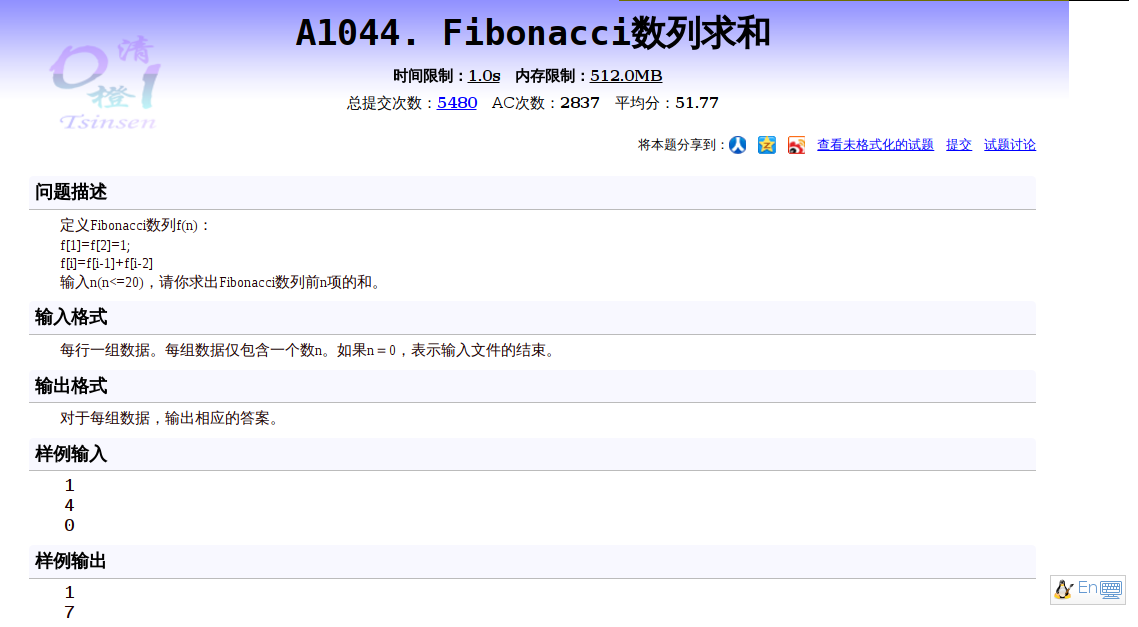 A1044. Fibonacci数列求和
清
橙
Tsinsen
时间限制：1.0s 内存限制：512.0MB
总提交次数：5480 AC次数：2837 平均分：51.77
将本题分享到： 查看未格式化的试题 提交 试题讨论
问题描述
定义Fibonacci数列f(n)：
f[1]=f[2]=1;
f[i]=f[i-1]+f[i-2]
输入n(n<=20)，请你求出Fibonacci数列前n项的和。
输入格式
每行一组数据。每组数据仅包含一个数n。如果n＝0，表示输入文件的结束。
输出格式
对于每组数据，输出相应的答案。
样例输入
1
4
0
样例输出
1
7
En